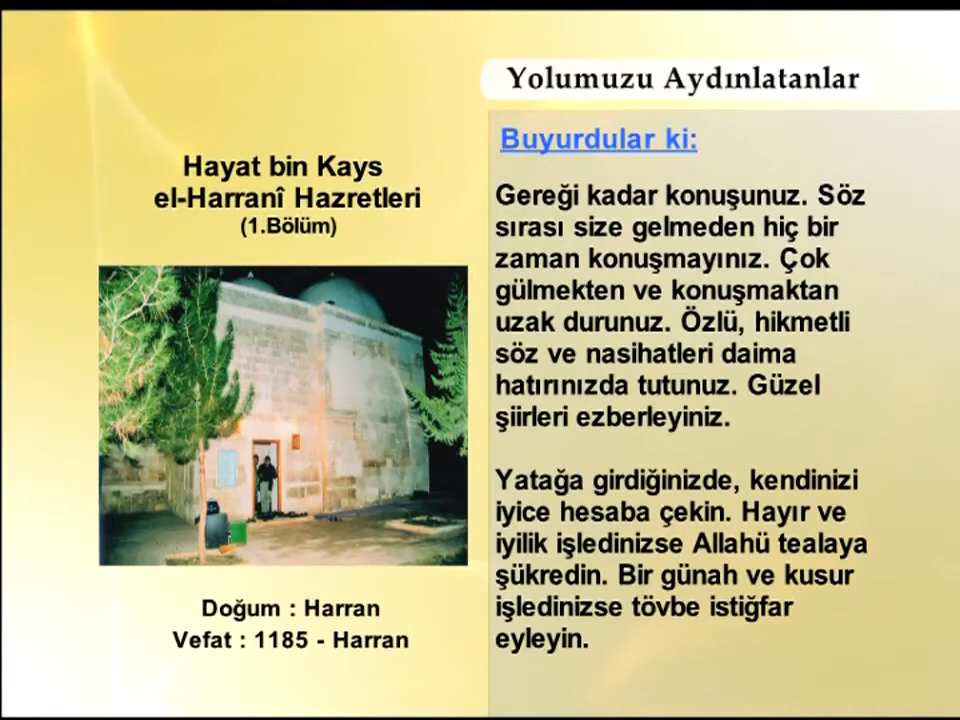 Yolumuzu Aydınlatanlar
Hayat bin Kays
el-Harranî Hazretleri
(1.Bölüm)
Doğum : Harran
Vefat : 1185 - Harran
Buyurdular ki:
Gereği kadar konuşunuz. Söz
sırası size gelmeden hiç bir
zaman konuşmayınız. Çok
gülmekten ve konuşmaktan
uzak durunuz. Özlü, hikmetli
söz ve nasihatleri daima
hatırınızda tutunuz. Güzel
şiirleri ezberleyiniz.
Yatağa girdiğinizde, kendinizi
iyice hesaba çekin. Hayır ve
iyilik işledinizse Allahü tealaya
şükredin. Bir günah ve kusur
işledinizse tövbe istiğfar
eyleyin.